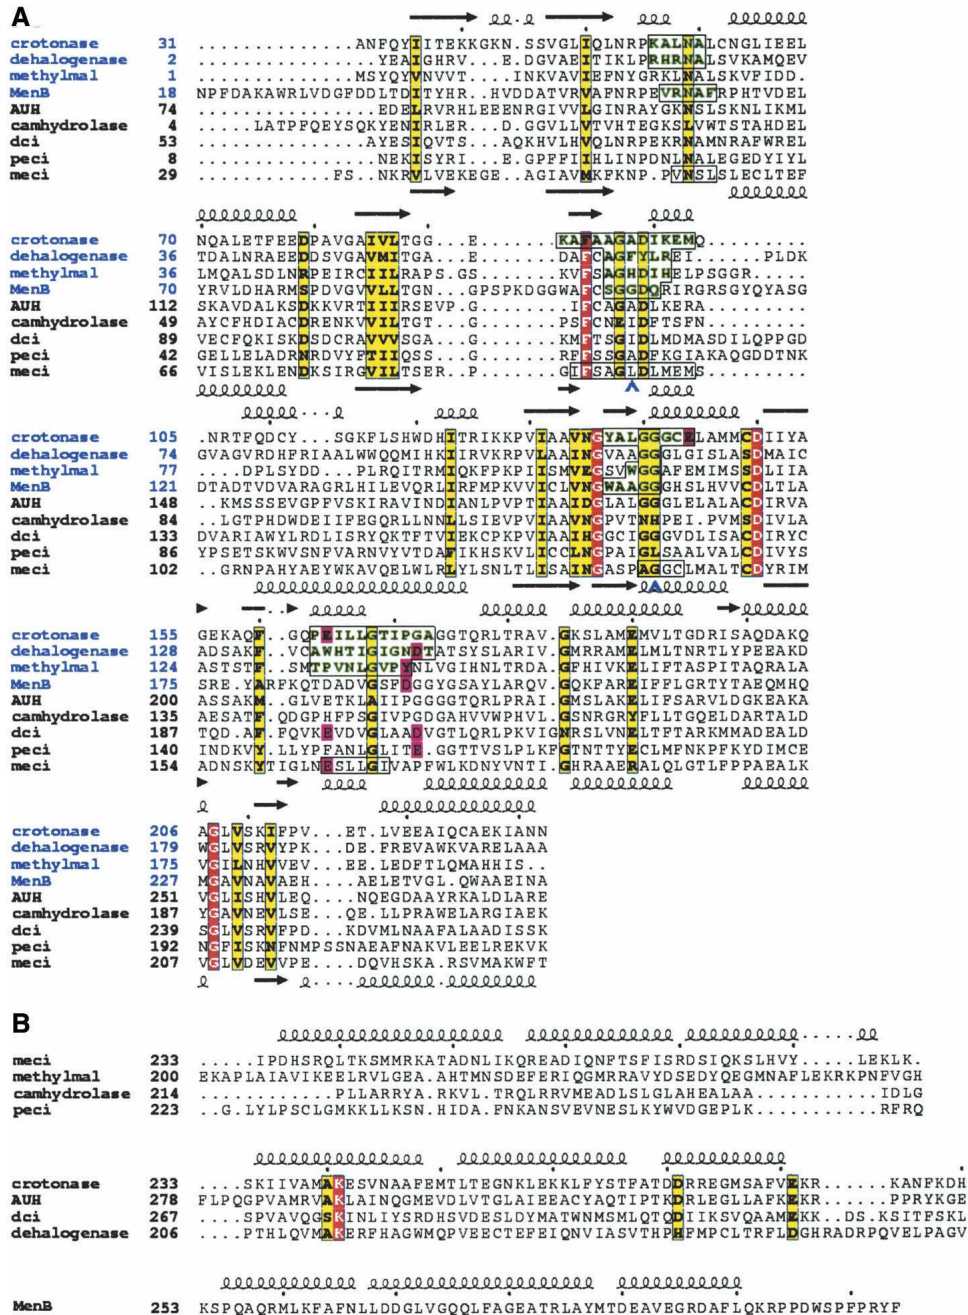 A
crotonase 31 ...............ANFQYIITEKKGKN.SSVGLIQLNRPKALNALCNGLIEEL
dehalogenase 2 ................YEAIGHRV..E.DGVAEITIKLPRHRNALSVKAMQEV
methylmal 1 ...............MSYQYVNVVT....INKVAVIEFNYGRKLNALSKVFIDD.
MenB 18 NPFDAKAWRLVDGFDDLTDITYHR..HVDDATVRVAFNRPEVRNAFRPHTVDEL
AUH 74 ................EDELRVRHLEEENRGIVVLGINRAYGKNSLSKNLIKML
camhydrolase 4 .....LATPFQEYSQKYENIRLER...D.GGVLLVTVHTEGKSLVWTSTAHDEL
dci 53 ................AYESIQVTS...AQKHVLHVQLNRPEKRNAMNRAFWREL
peci 8 ................NEKISYRI...E.GPFFIIHLINPDNLNALEGEDYIYL
meci 29 ............FS..NKRVLVEKEGE.AGIAVMKFKNP.PVNSLSLECLTEF
crotonase 70 NQALETFEEDPAVGAIVLTGG..E.......KAFAAGADIKEMQ..........
dehalogenase 36 TDALNRAEEDDSVGAVMITGA..E........DAFCAGFYLREI......PLDK
methylmal 36 LMQALSDLNRPEIRCIILRAPSGS........KVFSAGHDIHELPSGGR.....
MenB 70 YRVLDHARMSPDVGVVLLTGN.GPSPKDGGWAFCSGGDQRIRGRSGYQYASG
AUH 112 SKAVDALKSDKKVRTIIIRSEVPG........IFCAGADLKERA..........
camhydrolase 49 AYCFHDIACDRENKVVILTGT..G........PSFCNEIDFTSFN.........
dci 89 VECFQKISKDSDCRAVVVSGAG..........KMFTSGIDLMDMASDILQPPGD
peci 42 GELLELADRNRDVYFTIIQSS..G........RFFSSGADFKGIAKAQGDDTNK
meci 66 VISLEKLENDKSIRGVILTSER..P.......GIFSAGLDLMEMS.........
crotonase 105 .NRTFQDCY...SGKFLSHWDHITRIKKPVIAAVNGYALGGGCELAMMCDIIYA
dehalogenase 74 GVAGVRDHFRIAALWWQQMIHKIIRVKRPVLAAINGVAAGGGLGISLASDMAIC
methylmal 77 ....DPLSYDD...PLRQITRMIQKFPKPIISMVEGSVWGGAFEMIMSSDLIIA
MenB 121 DTADTVDVARAGRLHILEVQRLIRFMPKVVICLVNGWAAGGGHSLHVVCDLTLA
AUH 148 ..KMSSSEVGPFVSKIRAVINDIANLPVPTIAAIDGLALGGGLELALACDIRVA
camhydrolase 84 ..LGTPHDWDEIIFEGQRLLNNLLSIEVPVIAAVNGPVTNHPEI.PVMSDIVLA
dci 133 DVARIAWYLRDLISRYQKTFTVIEKCPKPVIAAIHGGCIGGGVDLISACDIRYC
peci 86 YPSETSKWVSNFVARNVYVTDAFIKHSKVLICCLNGPAIGLSAALVALCDIVYS
meci 102 ..GRNPAHYAEYWKAVQELWLRLYLSNLTLISAINGASPAGGCLMALTCDYRIM
crotonase 155 GEKAQF..GQPEILLGTIPGAGGTQRLTRAV.GKSLAMEMVLTGDRISAQDAKQ
dehalogenase 128 ADSAKF..VCAWHTIGIGNDTATSYSLARIV.GMRRAMELMLTNRTLYPEEAKD
methylmal 124 ASTSTF..SMTPVNLGVPYNLVGIHNLTRDA.GFHIVKELIFTASPITAQRALA
MenB 175 SRE.YARFKQTDADVGSFDGGYGSAYLARQV.GQKFAREIFFLGRTYTAEQMHQ
AUH 200 ASSAKM..GLVETKLAIIPGGGGTQRLPRAI.GMSLAKELIFSARVLDGKEAKA
camhydrolase 135 AESATF.QDGPHFPSGIVPGDGAHVVWPHVL.GSNRGRYFLLTGQELDARTALD
dci 187 TQD.AF..FQVKEVDVGLAADVGTLQRLPKVIGNRSLVNELTFTARKMMADEALD
peci 140 INDKVY..LLYPFANLGLITE.GGTTVSLPLKFGTNTTYECLMFNKPFKYDIMCE
meci 154 ADNSKYTIGLNESLLGIVAPFWLKDNYVNTI.GHRAAERALQLGTLFPPAEALK
crotonase 206 AGLVSKIFPV...ET.LVEEAIQCAEKIANN
dehalogenase 179 WGLVSRVYPK...DE.FREVAWKVARELAAA
methylmal 175 VGILNHVVEV...EE.LEDFTLQMAHHIS..
MenB 227 MGAVNAVAEH....AELETVGL.QWAAEINA
AUH 251 VGLISHVLEQ....NQEGDAAYRKALDLARE
camhydrolase 187 YGAVNEVLSE...QE.LLPRAWELARGIAEK
dci 239 SGLVSRVFPD....KDVMLNAAFALAADISSK
peci 192 NGFISKNFNMPSSNAEAFNAKVLEELREKVK
meci 207 VGLVDEVVPE....DQVHSKA.RSVMAKWFT
B
meci 233 .....IPDHSRQLTKSMMRKATADNLIKQREADIQNFTSFISRDSIQKSLHVY.....LEKLK.
methylmal 200 EKAPLAIAVIKEELRVLGEA.AHTMNSDEFERIQGMRRAVYDSEDYQEGMNAFLEKRKPNFVGH
camhydrolase 214 ............PLLARRYA.RKVL.TRQLRRVMEADLSLGLAHEALAA...........IDLG
peci 223 ..G.LYLPSCLGMKKLLKSN.HIDA.FNKANSVEVNESLKYWVDGEPLK...........RFRQ
crotonase 233 ....SKIIVAMAKESVNAAFEMTLTEGNKLEKKLFYSTFATDDRREGMSAFVEKR......KANFKDH
AUH 278 FLPQGPVAMRVAKLAINQGMEVDLVTGLAIEEACYAQTIPTKDRLEGLLAFKEKR......PPRYKGE
dci 267 ....SPVAVQGSKINLIYSRDHSVDESLDYMATWNMSMLQTQDIIKSVQAAMEKK..DS.KSITFSKL
dehalogenase 206 ....PTHLQVMAKERFHAGWMQPVEECTEFEIQNVIASVTHPHFMPCLTRFLDGHRADRPQVELPAGV
MenB 253 KSPQAQRMLKFAFNLLDDGLVGQQLFAGEATRLAYMTDEAVEGRDAFLQKRPPDWSPFPRYF